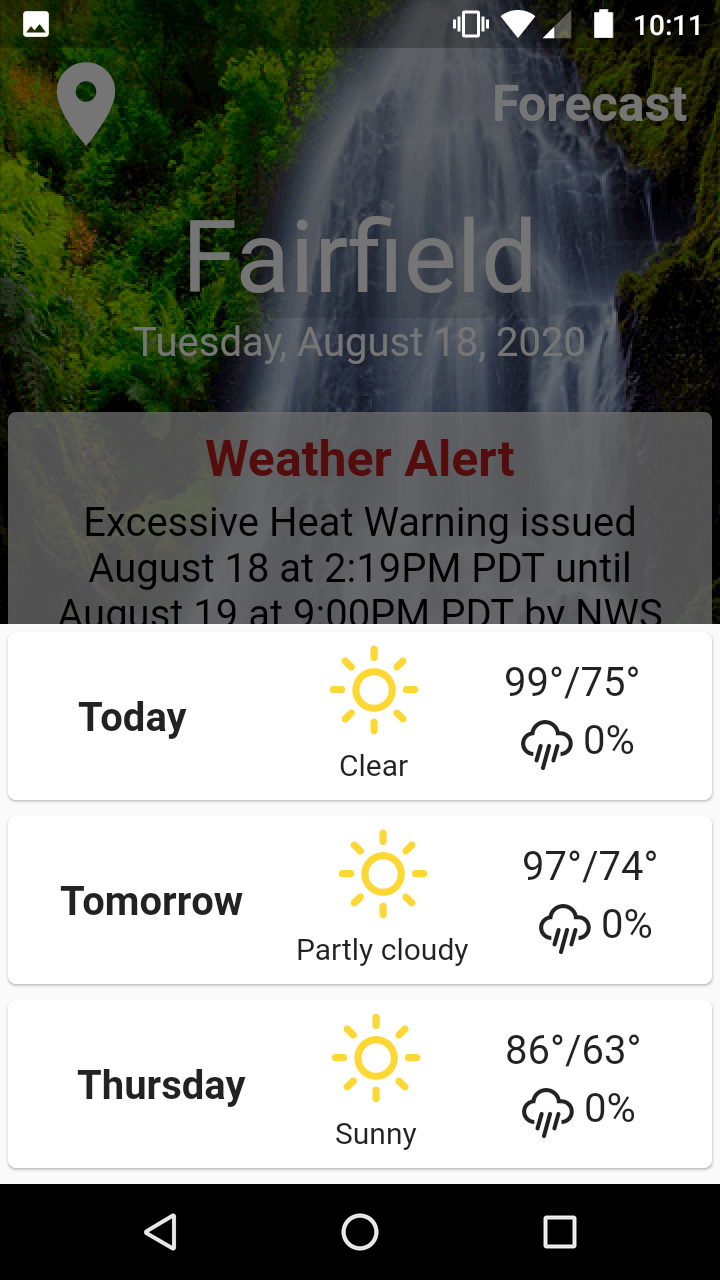 10:11
Forecast
Fairfield
Tuesday, August 18, 2020
Weather Alert
Excessive Heat Warning issued
August 18 at 2:19PM PDT until
August 19 at 9:00PM PDT by NWS
Today
Clear
99°/75°
0%
Tomorrow
Partly cloudy
97°/74°
0%
Thursday
Sunny
86°/63°
0%